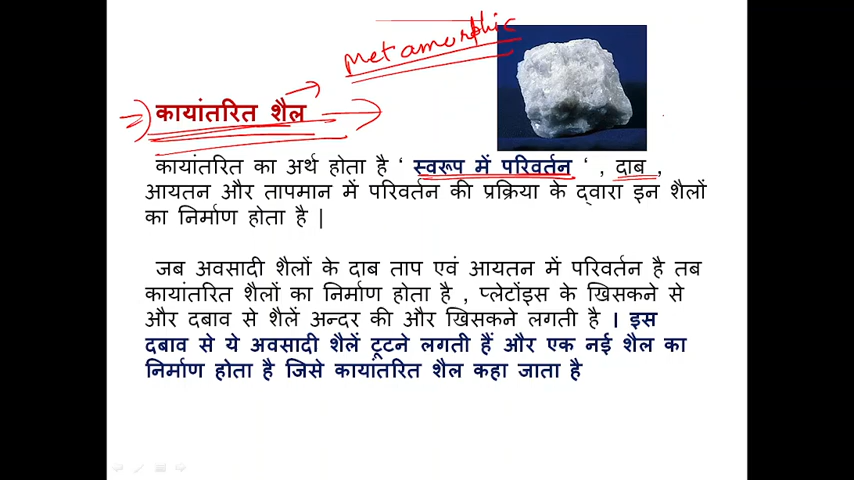 metamorphic
कायांतरित शैल
कायांतरित का अर्थ होता है ' स्वरूप में परिवर्तन ' , दाब ,
आयतन और तापमान में परिवर्तन की प्रक्रिया के द्वारा इन शैलों
का निर्माण होता है |
जब अवसादी शैलों के दाब ताप एवं आयतन में परिवर्तन है तब
कायांतरित शैलों का निर्माण होता है , प्लेटोंइस के खिसकने से
और दबाव से शैलें अन्दर की और खिसकने लगती है । इस
दबाव से ये अवसादी शैलें टूटने लगती हैं और एक नई शैल का
निर्माण होता है जिसे कायांतरित शैल कहा जाता है